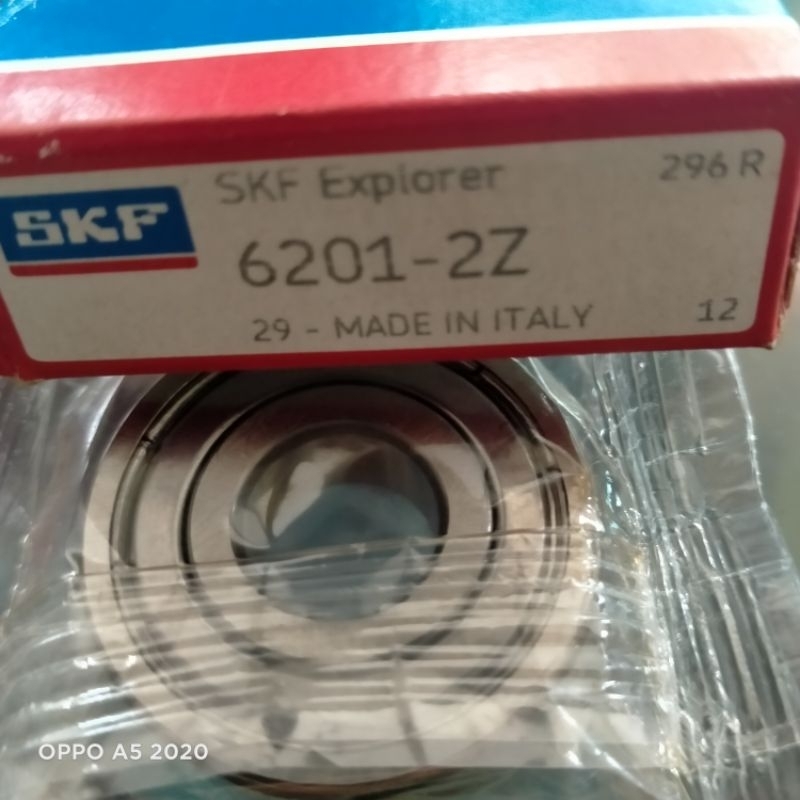 SKF
SKF Explorer
296 R
6201-2Z
29 - MADE IN ITALY
12
OPPO A5 2020